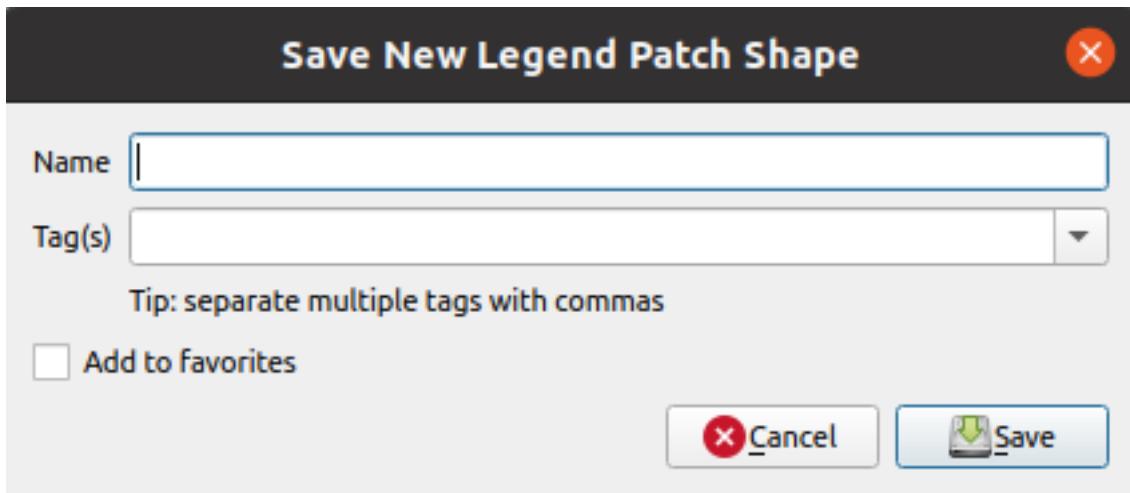 Save New Legend Patch Shape
Name
Tag(s)
Tip: separate multiple tags with commas
Add to favorites
Cancel
Save